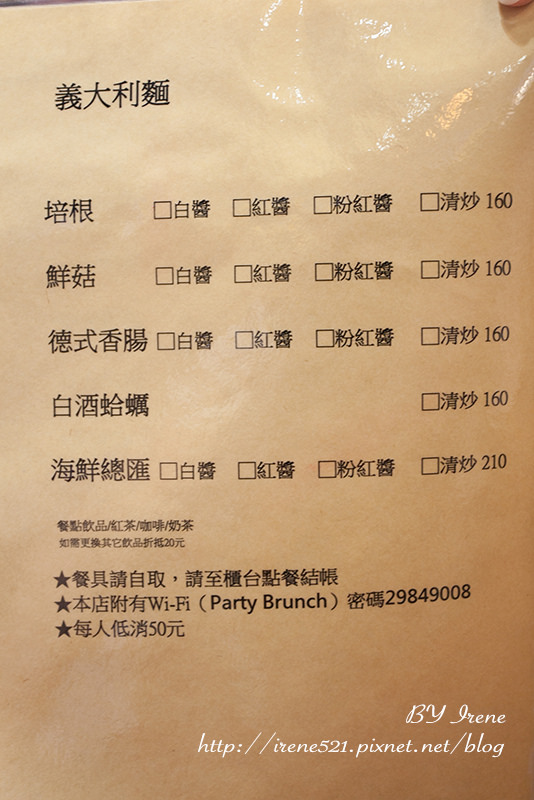 義大利麵
培根 □白醬 □紅醬 □粉紅醬 □清炒 160
鮮菇 □白醬 □紅醬 □粉紅醬 □清炒 160
德式香腸 □白醬 □紅醬 □粉紅醬 □清炒 160
白酒蛤蠣 □清炒 160
海鮮總匯 □白醬 □紅醬 □粉紅醬 □清炒 210
餐點飲品/紅茶/咖啡/奶茶
如需更換其它飲品折抵20元
★餐具請自取，請至櫃台點餐結帳
★本店附有Wi-Fi（Party Brunch）密碼29849008
★每人低消50元
BY Irene
http://irene521.pixnet.net/blog